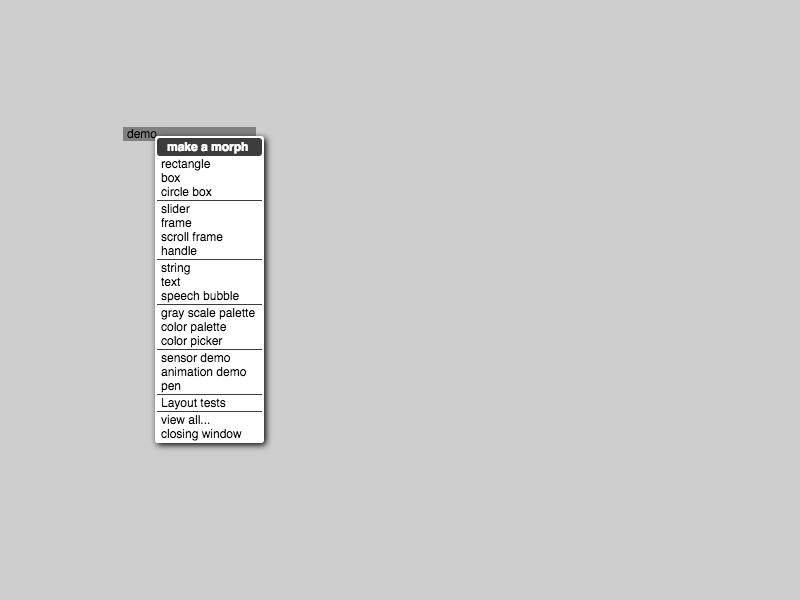 demo
make a morph
rectangle
box
circle box
slider
frame
scroll frame
handle
string
text
speech bubble
gray scale palette
color palette
color picker
sensor demo
animation demo
pen
Layout tests
view all...
closing window